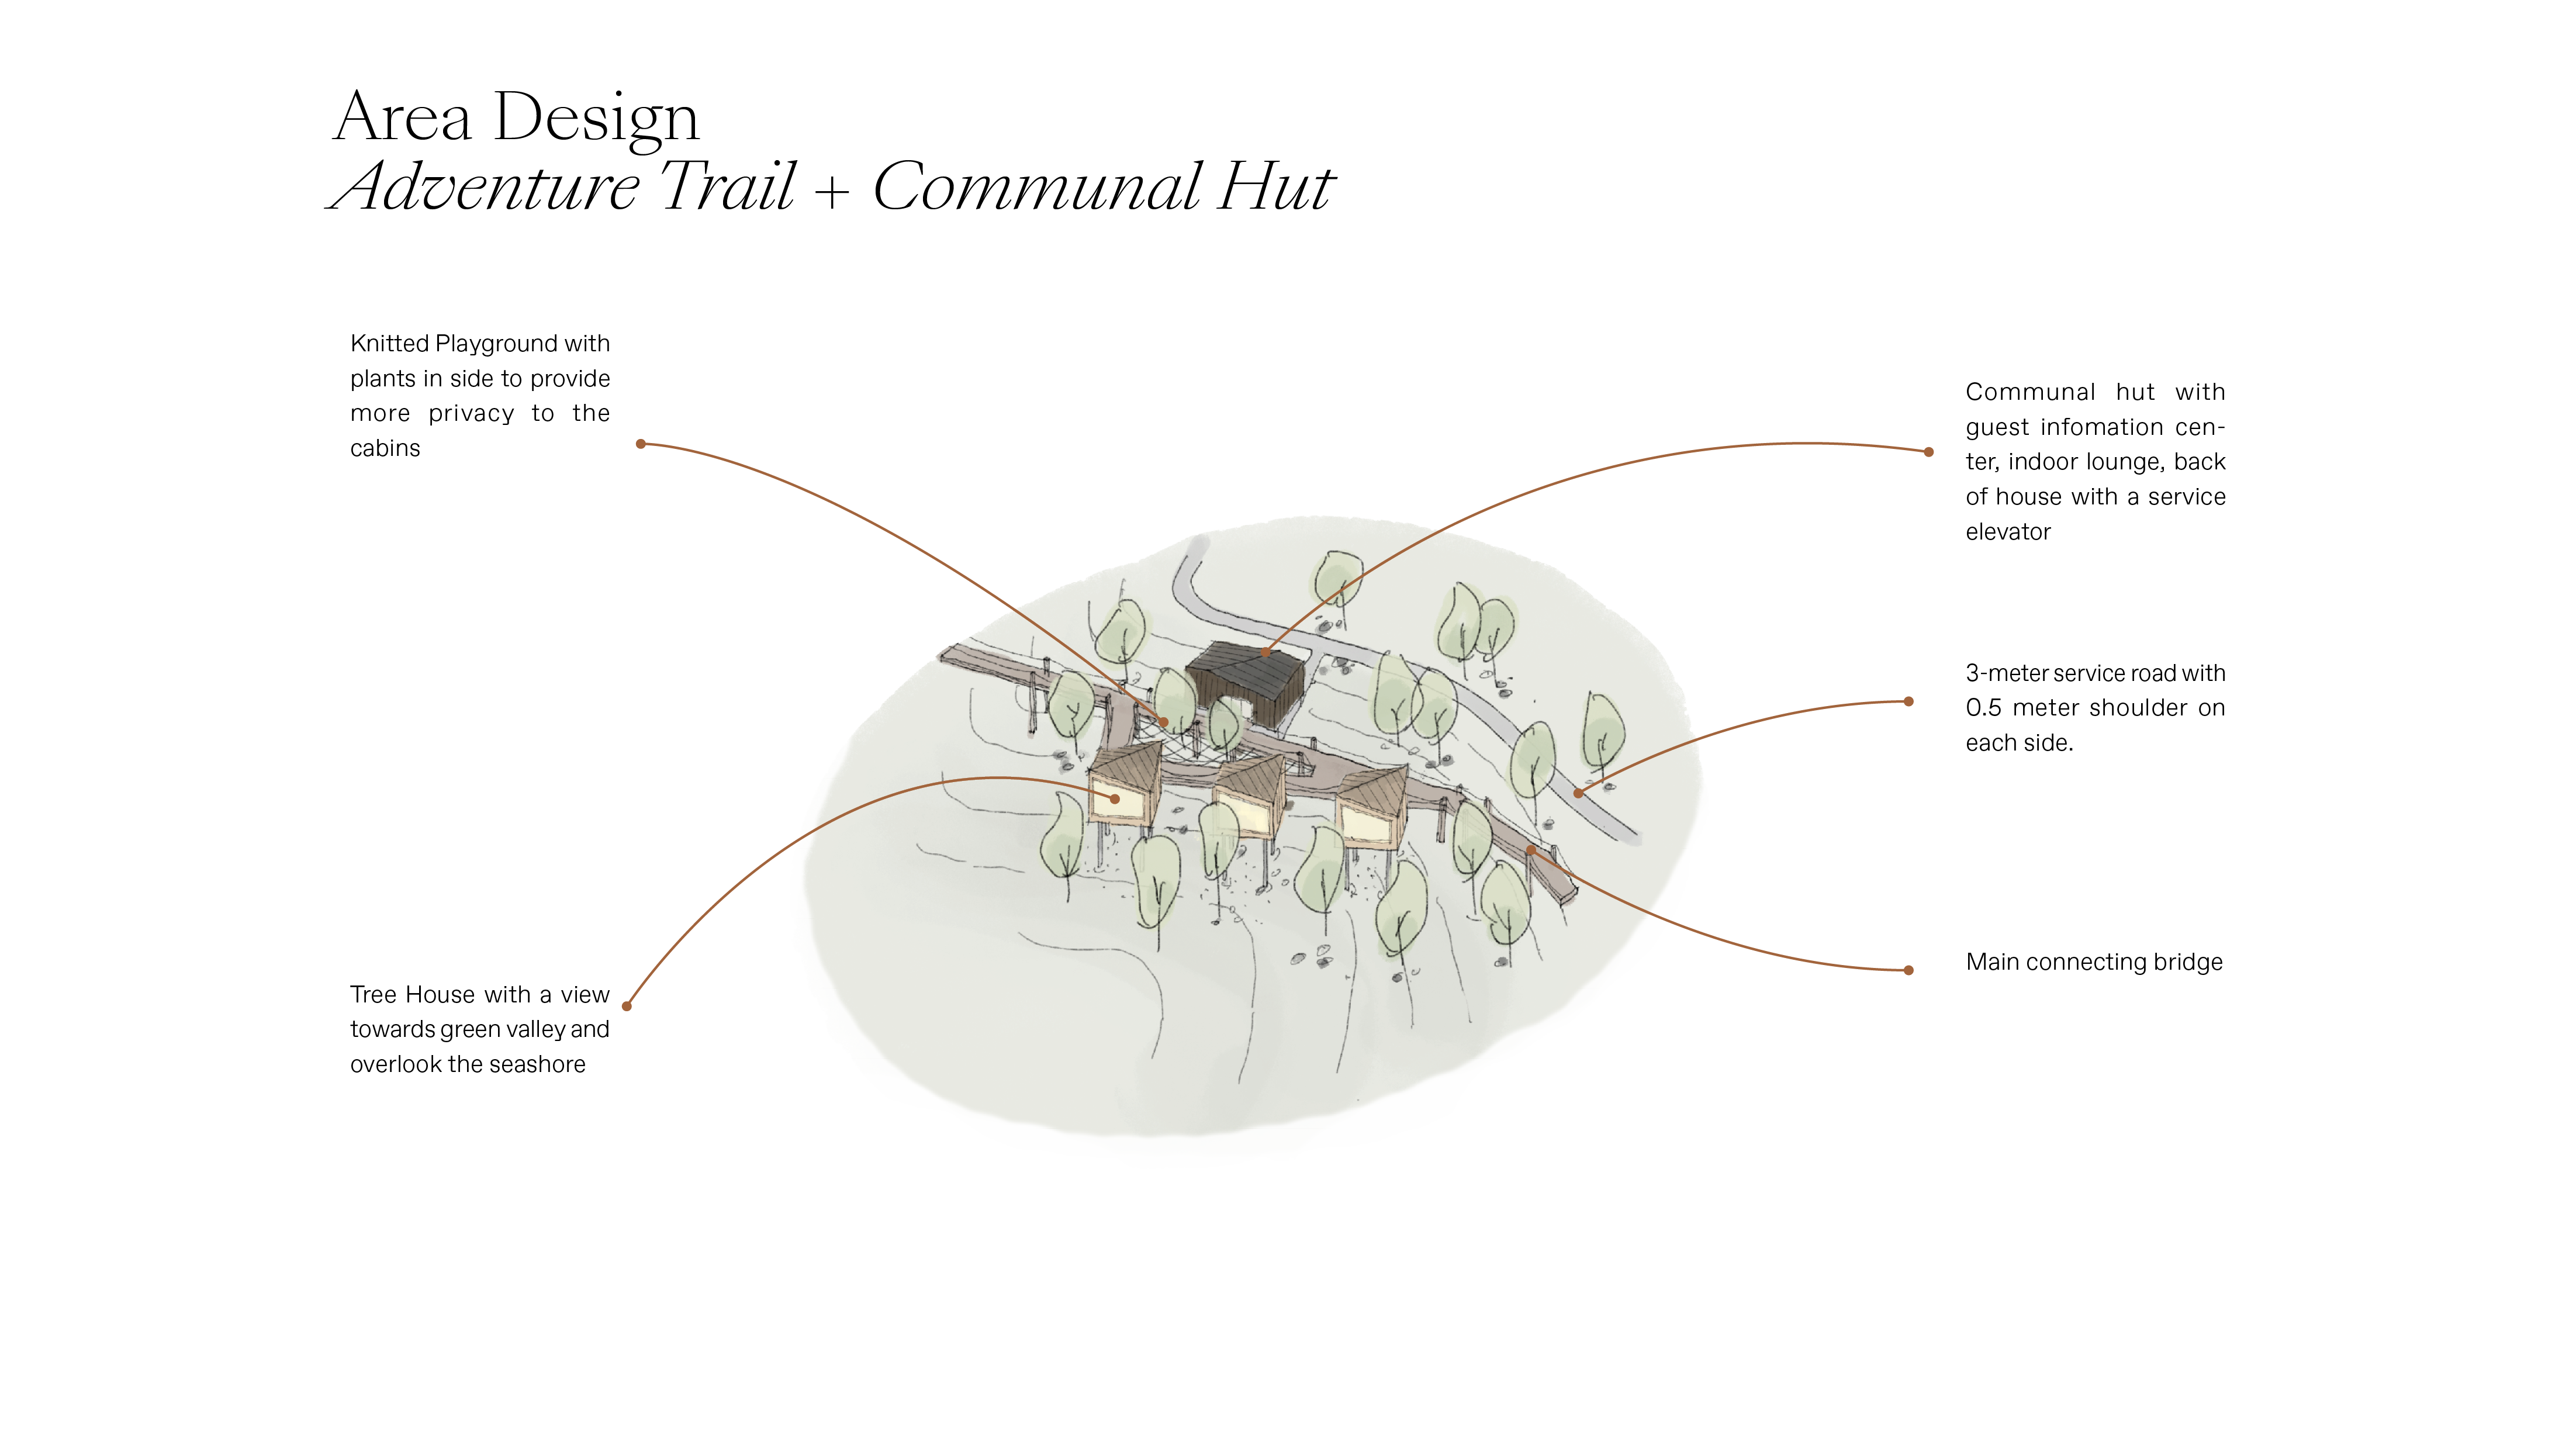 Area Design
Adventure Trail + Communal Hut
Knitted Playground with
plants in side to provide
more privacy to the
cabins
Communal hut with
guest infomation cen-
ter, indoor lounge, back
of house with a service
elevator
3-meter service road with
0.5 meter shoulder on
each side.
Main connecting bridge
Tree House with a view
towards green valley and
overlook the seashore